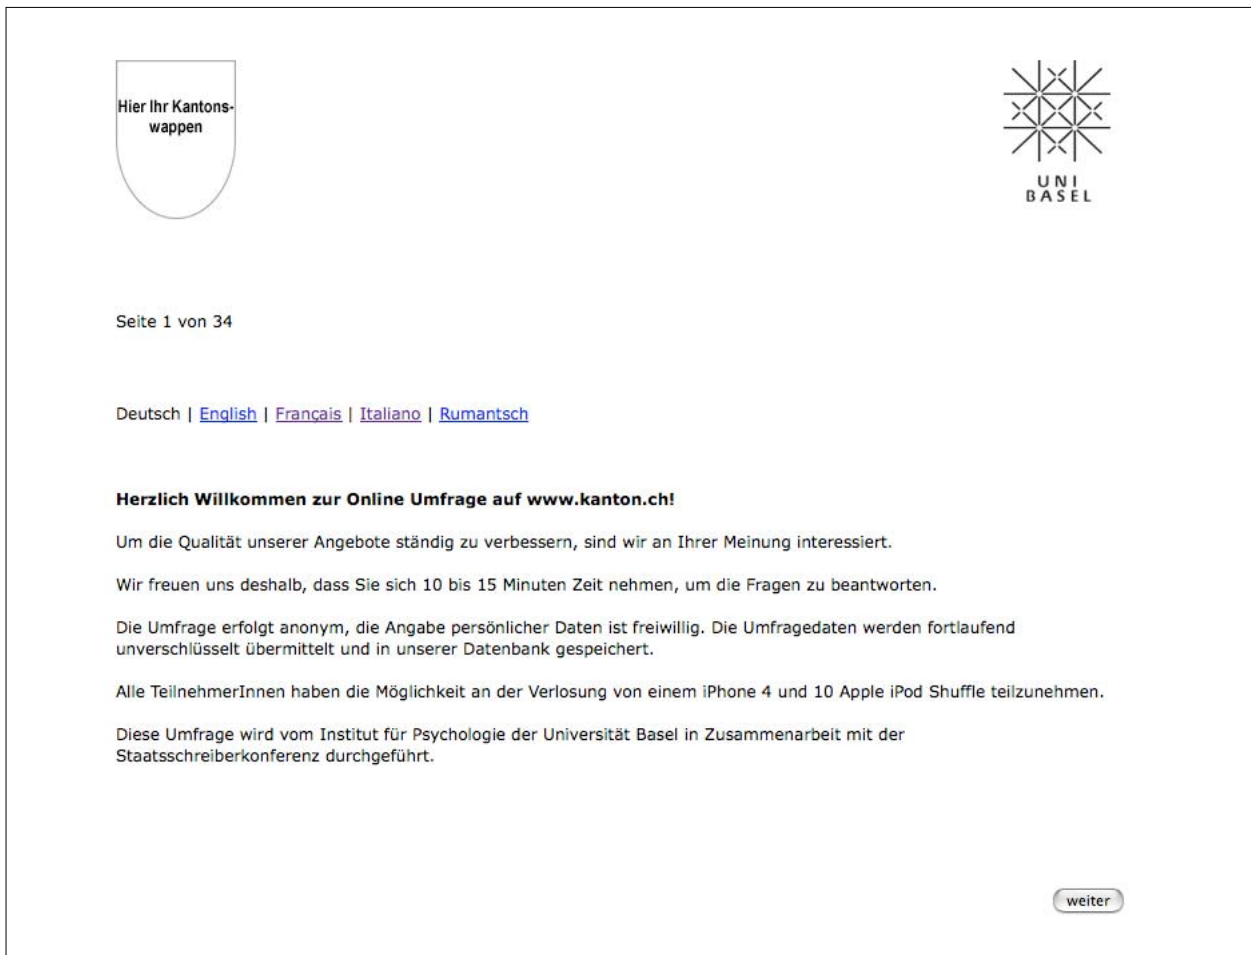 Hier Ihr Kantons-
wappen
UNI
BASEL
Seite 1 von 34
Deutsch | English | Français | Italiano | Rumantsch
Herzlich Willkommen zur Online Umfrage auf www.kanton.ch!
Um die Qualität unserer Angebote ständig zu verbessern, sind wir an Ihrer Meinung interessiert.
Wir freuen uns deshalb, dass Sie sich 10 bis 15 Minuten Zeit nehmen, um die Fragen zu beantworten.
Die Umfrage erfolgt anonym, die Angabe persönlicher Daten ist freiwillig. Die Umfragedaten werden fortlaufend
unverschlüsselt übermittelt und in unserer Datenbank gespeichert.
Alle TeilnehmerInnen haben die Möglichkeit an der Verlosung von einem iPhone 4 und 10 Apple iPod Shuffle teilzunehmen.
Diese Umfrage wird vom Institut für Psychologie der Universität Basel in Zusammenarbeit mit der
Staatsschreiberkonferenz durchgeführt.
weiter